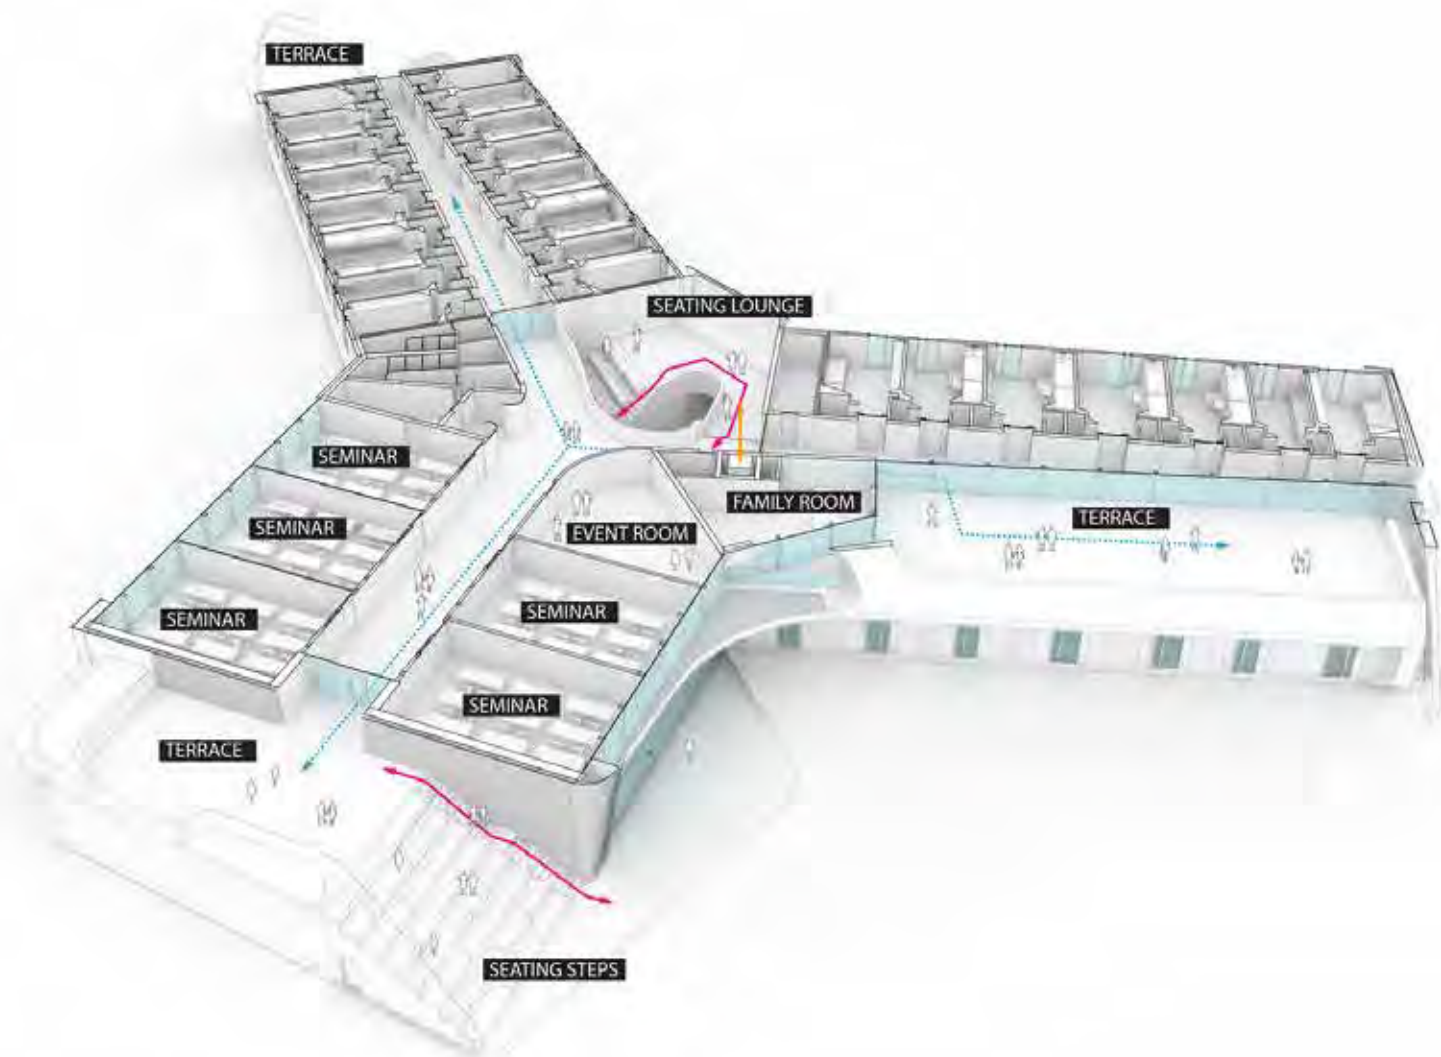 TERRACE
SEATING LOUNGE
SEMINAR
FAMILY ROOM
SEMINAR
EVENT ROOM
TERRACE
SEMINAR
SEMINAR
SEMINAR
TERRACE
SEATING STEPS